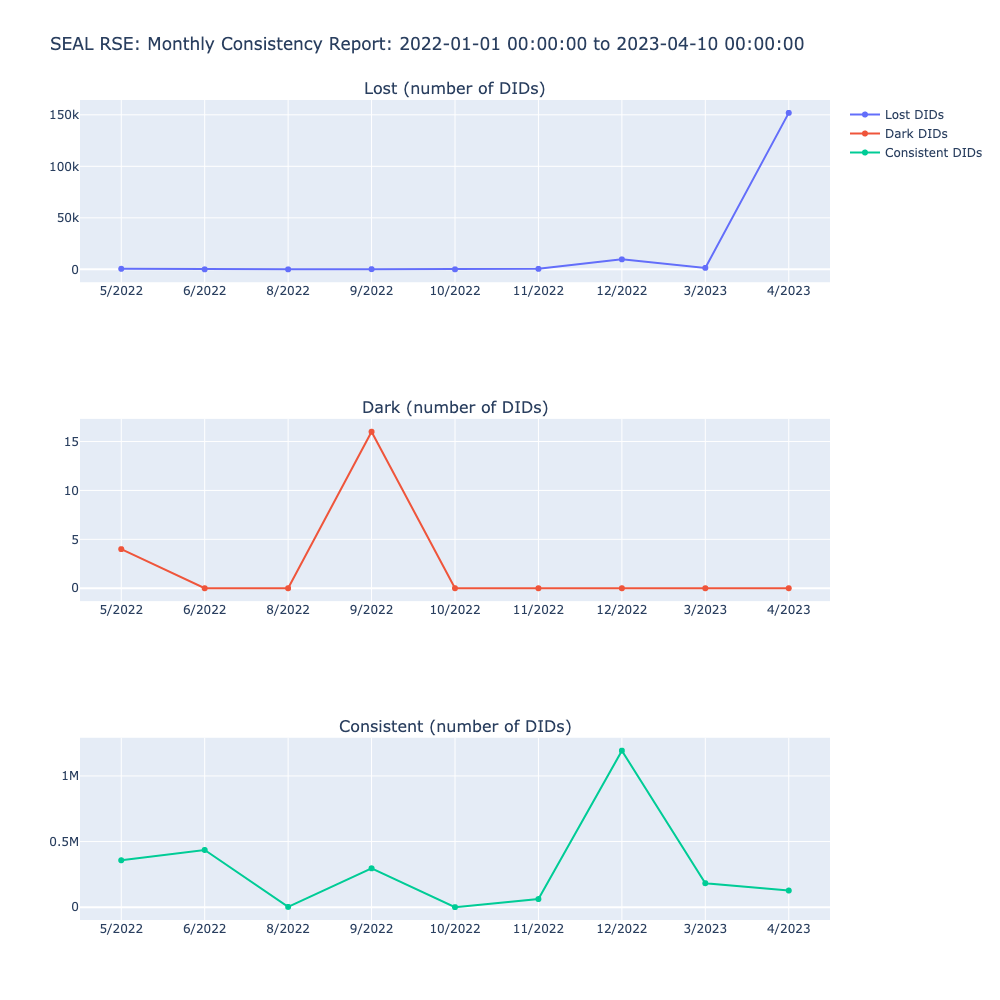 SEAL RSE: Monthly Consistency Report: 2022-01-01 00:00:00 to 2023-04-10 00:00:00
Lost (number of DIDs)
150k
100k
50k
0
5/2022 6/2022 8/2022 9/2022 10/2022 11/2022 12/2022 3/2023 4/2023
Lost DIDs
Dark DIDs
Consistent DIDs
Dark (number of DIDs)
15
10
5
0
5/2022 6/2022 8/2022 9/2022 10/2022 11/2022 12/2022 3/2023 4/2023
Consistent (number of DIDs)
1M
0.5M
0
5/2022 6/2022 8/2022 9/2022 10/2022 11/2022 12/2022 3/2023 4/2023